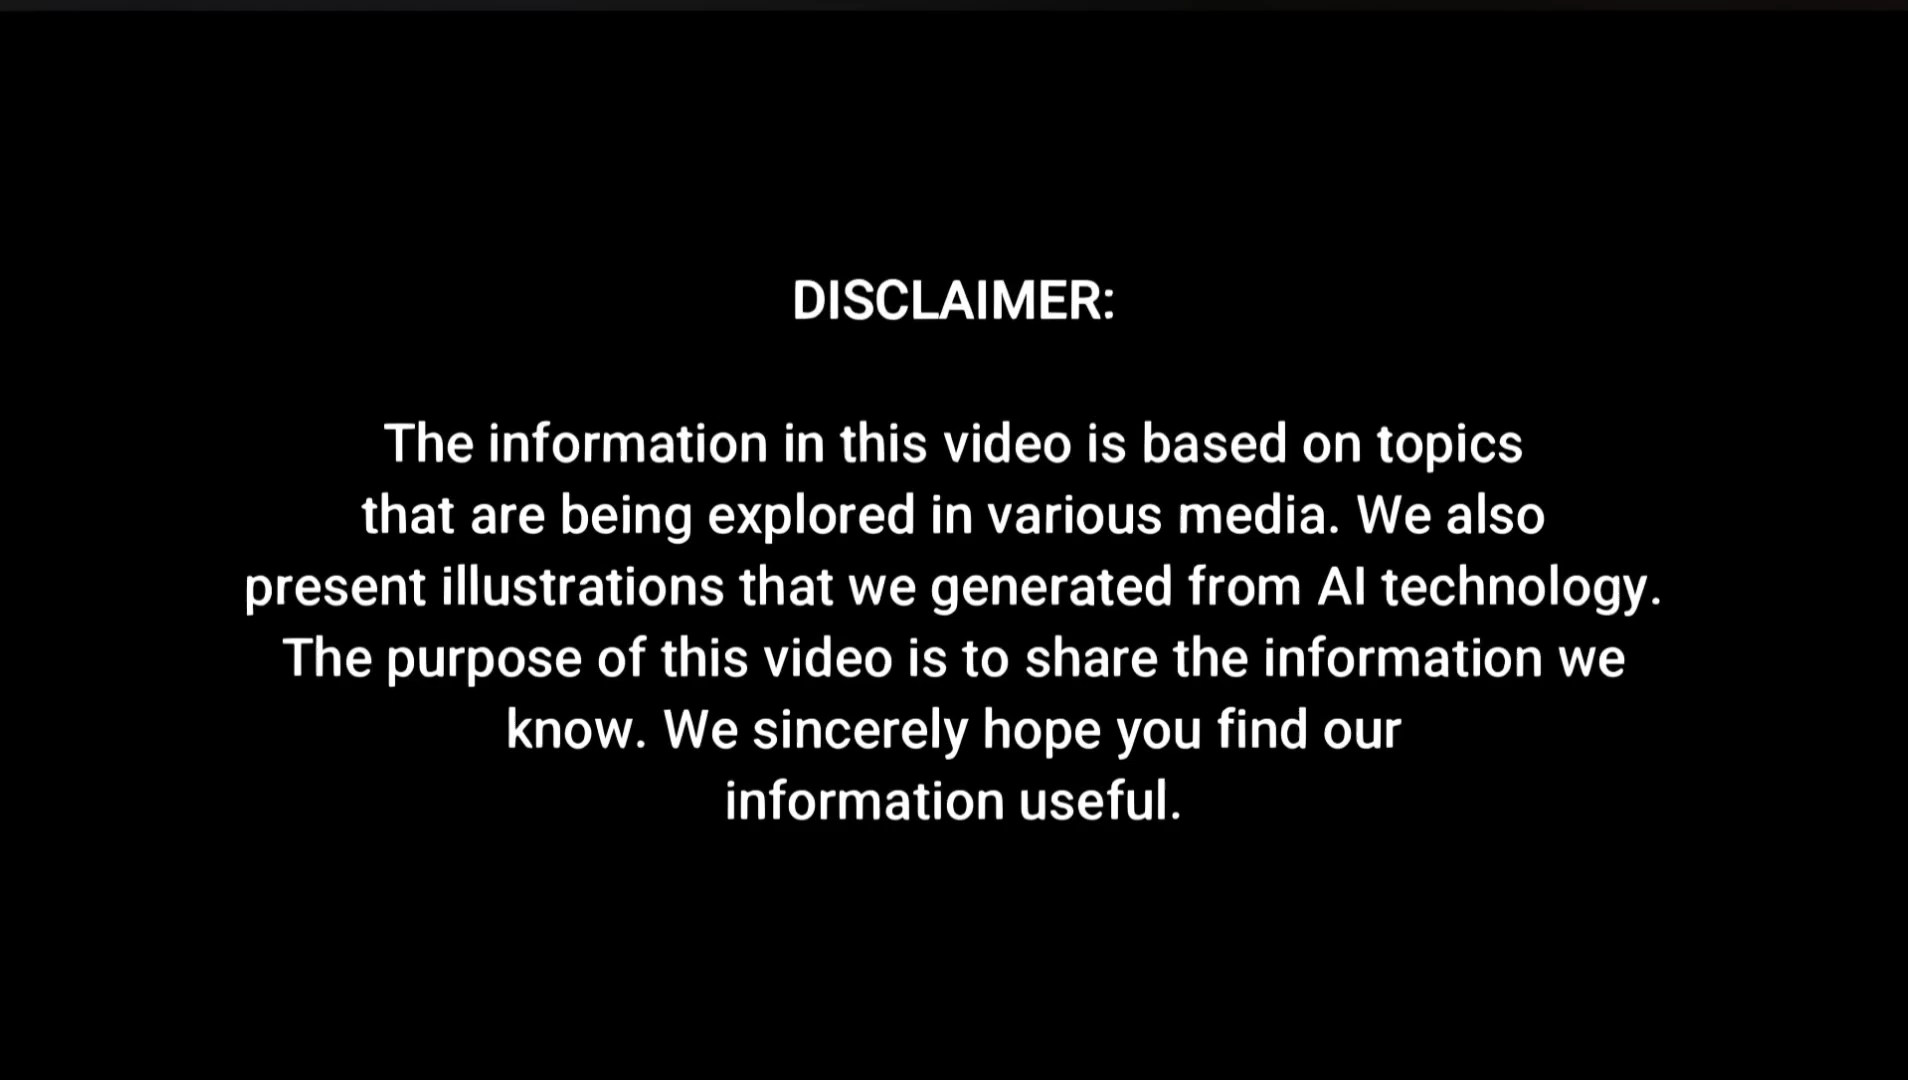 DISCLAIMER:
The information in this video is based on topics
that are being explored in various media. We also
present illustrations that we generated from AI technology.
The purpose of this video is to share the information we
know. We sincerely hope you find our
information useful.